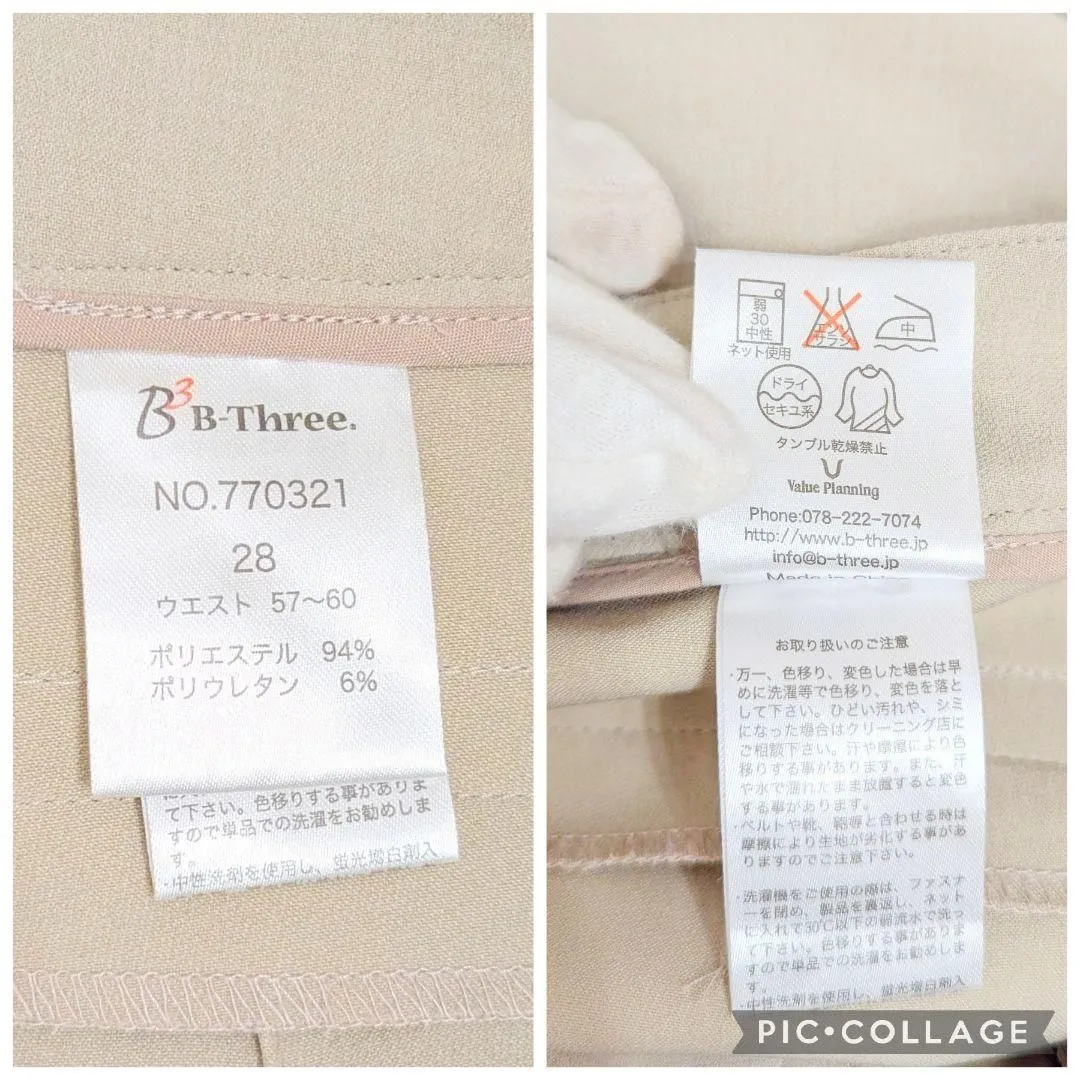 B3 B-Three.
NO.770321
28
ウエスト 57〜60
ポリエステル 94%
ポリウレタン 6%
て下さい。色移りする事がありま
すので単品での洗濯をお勧めしま
す。
・中性洗剤を使用し、蛍光増白剤入
弱
30
中性
ネット使用
エンソ
サラシ
中
ドライ
セキユ系
タンブル乾燥禁止
Value Planning
Phone:078-222-7074
http://www.b-three.jp
info@b-three.jp
Made in China
お取り扱いのご注意
・万一、色移り、変色した場合は早
めに洗濯等で色移り、変色を落と
して下さい。ひどい汚れや、シミ
になった場合はクリーニング店に
ご相談下さい。汗や摩擦により色
移りする事があります。また、汗
や水で濡れたまま放置すると変色
する事があります。
・ベルトや靴、鞄等と合わせる時は
摩擦により生地が劣化する事があ
りますのでご注意下さい。
・洗濯機をご使用の際は、ファスナ
ーを閉め、製品を裏返し、ネット
に入れて30℃以下の弱流水で洗っ
て下さい。色移りする事がありま
すので単品での洗濯をお勧めしま
す。
・中性洗剤を使用し、蛍光増白剤入
PIC•COLLAGE